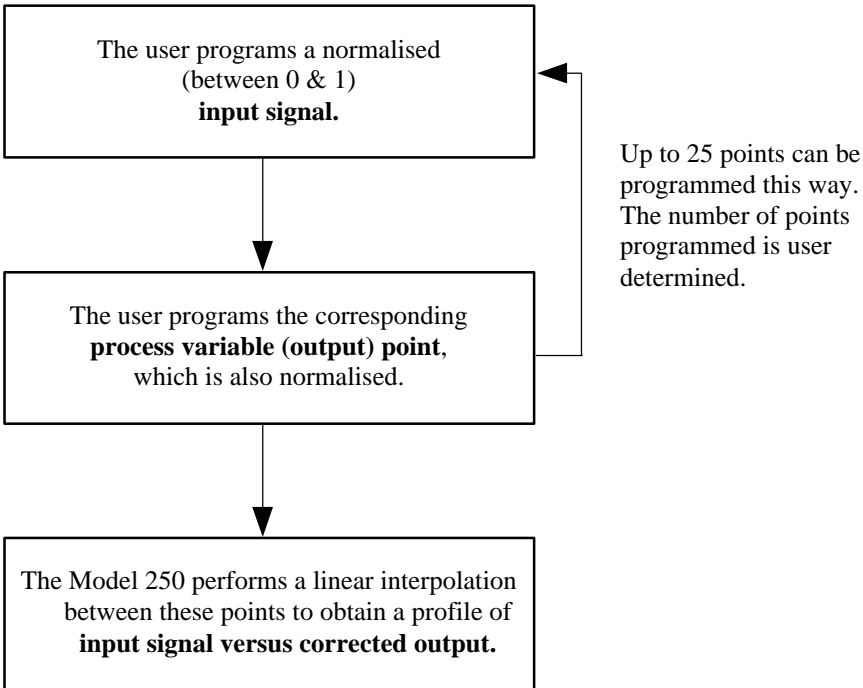 The user programs a normalised
(between 0 & 1)
input signal.
Up to 25 points can be
programmed this way.
The number of points
programmed is user
determined.
The user programs the corresponding
process variable (output) point,
which is also normalised.
The Model 250 performs a linear interpolation
between these points to obtain a profile of
input signal versus corrected output.